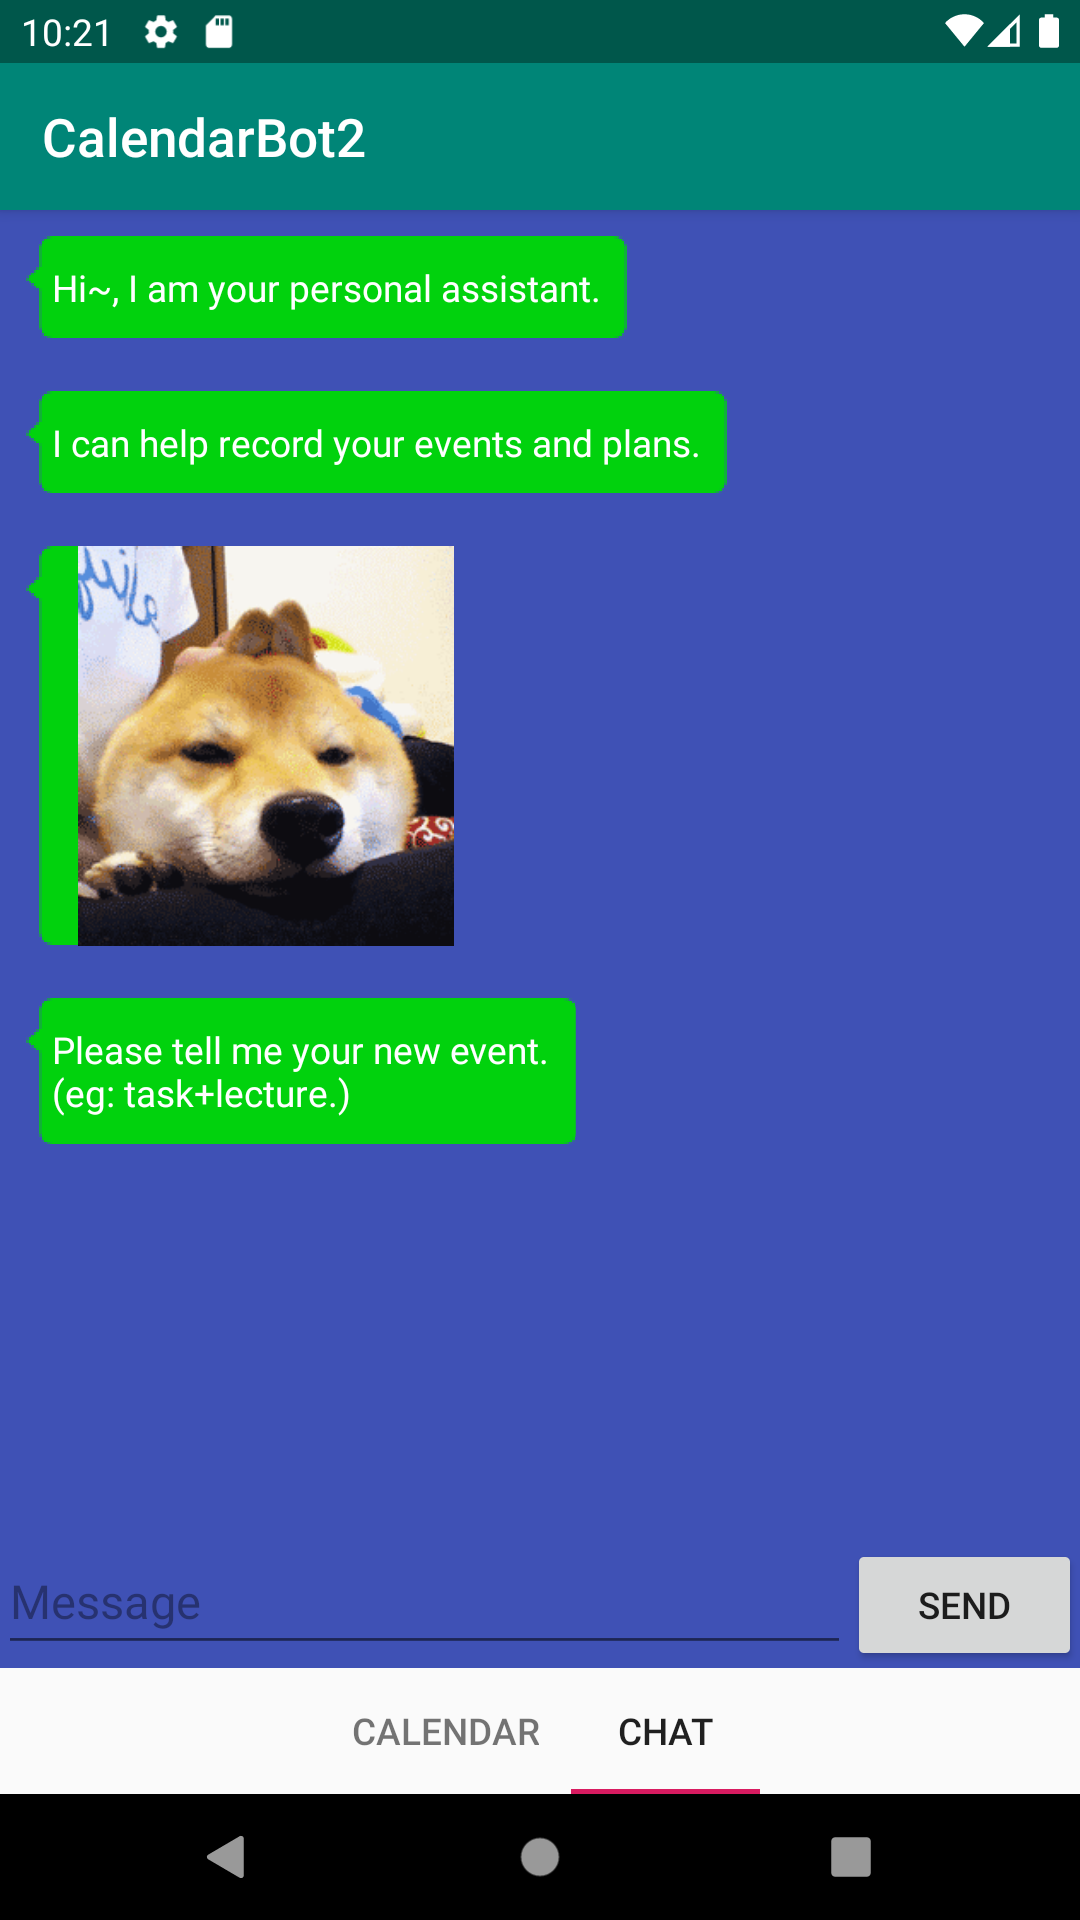 10:21
CalendarBot2
Hi~, I am your personal assistant.
I can help record your events and plans.
Please tell me your new event.
(eg: task+lecture.)
Message
SEND
CALENDAR
CHAT